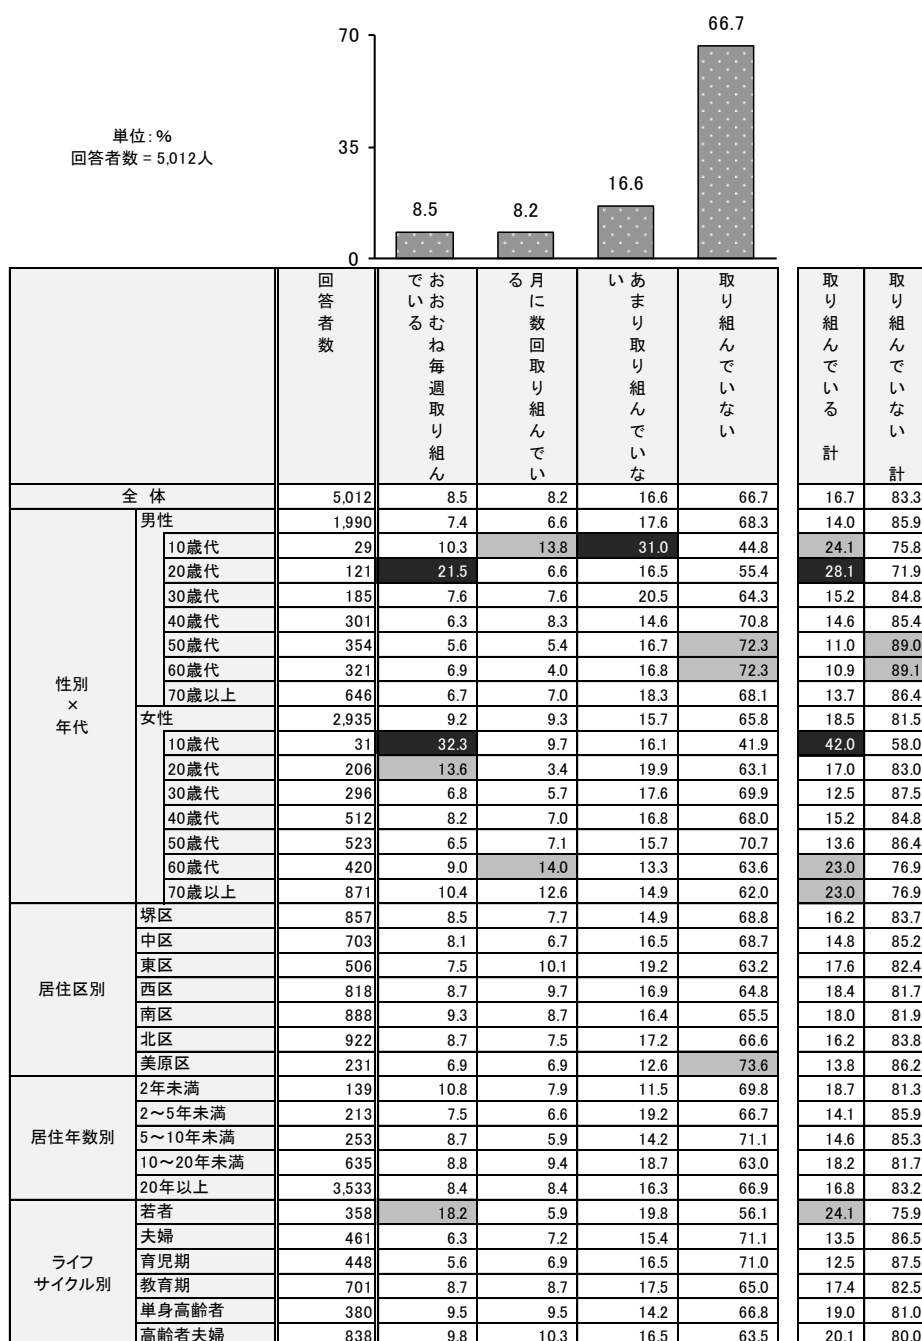 66.7
70
単位：％
35
回答者数 = 5,012人
16.6
8.5 8.2
0
回答者数 おおむね毎週取り組んでいる 月に数回取り組んでいる あまり取り組んでいない 取り組んでいない 取り組んでいる 計 取り組んでいない 計
全 体 5,012 8.5 8.2 16.6 66.7 16.7 83.3
性別×年代
男性 1,990 7.4 6.6 17.6 68.3 14.0 85.9
10歳代 29 10.3 13.8 31.0 44.8 24.1 75.8
20歳代 121 21.5 6.6 16.5 55.4 28.1 71.9
30歳代 185 7.6 7.6 20.5 64.3 15.2 84.8
40歳代 301 6.3 8.3 14.6 70.8 14.6 85.4
50歳代 354 5.6 5.4 16.7 72.3 11.0 89.0
60歳代 321 6.9 4.0 16.8 72.3 10.9 89.1
70歳以上 646 6.7 7.0 18.3 68.1 13.7 86.4
女性 2,935 9.2 9.3 15.7 65.8 18.5 81.5
10歳代 31 32.3 9.7 16.1 41.9 42.0 58.0
20歳代 206 13.6 3.4 19.9 63.1 17.0 83.0
30歳代 296 6.8 5.7 17.6 69.9 12.5 87.5
40歳代 512 8.2 7.0 16.8 68.0 15.2 84.8
50歳代 523 6.5 7.1 15.7 70.7 13.6 86.4
60歳代 420 9.0 14.0 13.3 63.6 23.0 76.9
70歳以上 871 10.4 12.6 14.9 62.0 23.0 76.9
居住区別
堺区 857 8.5 7.7 14.9 68.8 16.2 83.7
中区 703 8.1 6.7 16.5 68.7 14.8 85.2
東区 506 7.5 10.1 19.2 63.2 17.6 82.4
西区 818 8.7 9.7 16.9 64.8 18.4 81.7
南区 888 9.3 8.7 16.4 65.5 18.0 81.9
北区 922 8.7 7.5 17.2 66.6 16.2 83.8
美原区 231 6.9 6.9 12.6 73.6 13.8 86.2
居住年数別
2年未満 139 10.8 7.9 11.5 69.8 18.7 81.3
2～5年未満 213 7.5 6.6 19.2 66.7 14.1 85.9
5～10年未満 253 8.7 5.9 14.2 71.1 14.6 85.3
10～20年未満 635 8.8 9.4 18.7 63.0 18.2 81.7
20年以上 3,533 8.4 8.4 16.3 66.9 16.8 83.2
ライフサイクル別
若者 358 18.2 5.9 19.8 56.1 24.1 75.9
夫婦 461 6.3 7.2 15.4 71.1 13.5 86.5
育児期 448 5.6 6.9 16.5 71.0 12.5 87.5
教育期 701 8.7 8.7 17.5 65.0 17.4 82.5
単身高齢者 380 9.5 9.5 14.2 66.8 19.0 81.0
高齢者夫婦 838 9.8 10.3 16.5 63.5 20.1 80.0